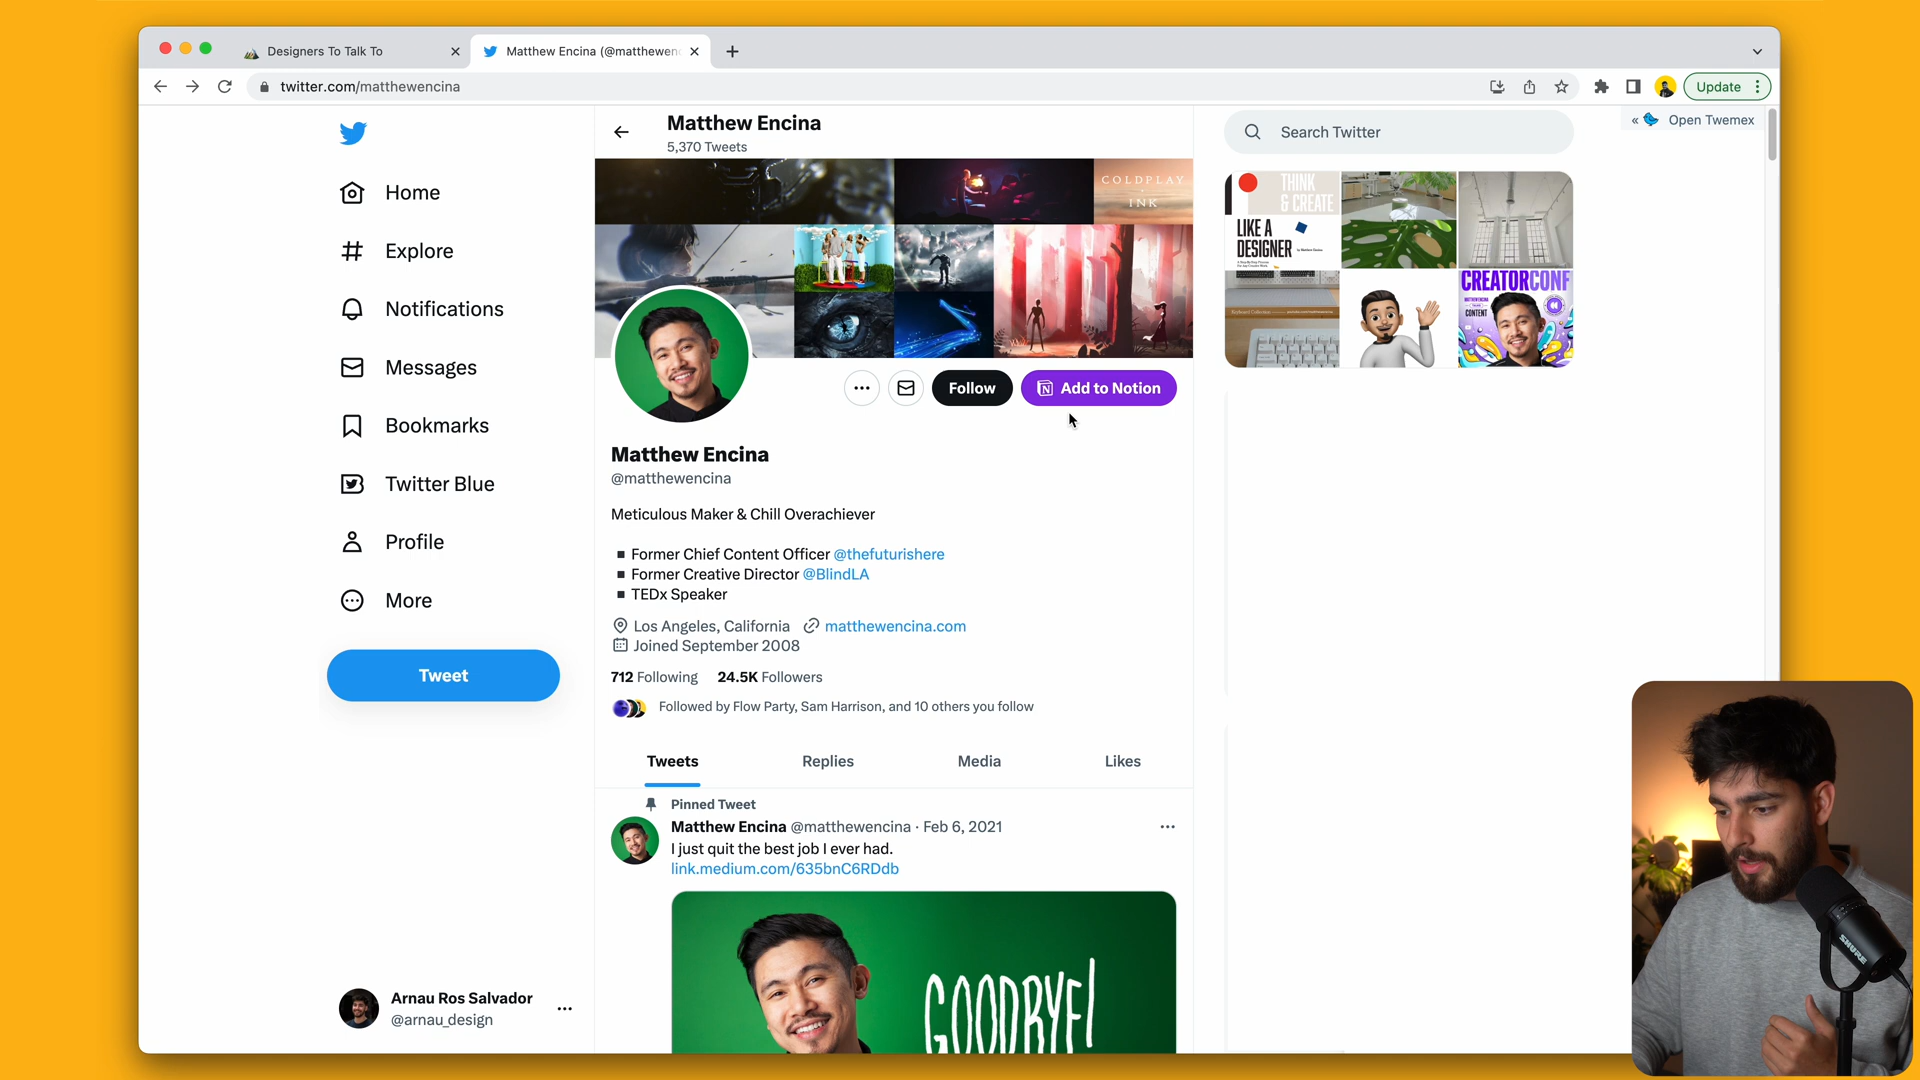 Designers To Talk To
Matthew Encina (@matthewenc
twitter.com/matthewencina
Update
Matthew Encina
5,370 Tweets
Search Twitter
« Open Twemex
Home
Explore
Notifications
Messages
Bookmarks
Twitter Blue
Profile
More
Tweet
Arnau Ros Salvador
@arnau_design
COLDPLAY
INK
Follow
Add to Notion
Matthew Encina
@matthewencina
Meticulous Maker & Chill Overachiever
Former Chief Content Officer @thefuturishere
Former Creative Director @BlindLA
TEDx Speaker
Los Angeles, California matthewencina.com
Joined September 2008
712 Following 24.5K Followers
Followed by Flow Party, Sam Harrison, and 10 others you follow
Tweets Replies Media Likes
Pinned Tweet
Matthew Encina @matthewencina · Feb 6, 2021
I just quit the best job I ever had.
link.medium.com/635bnC6RDdb
GOODBYE!
THINK
& CREATE
LIKE A
DESIGNER
CREATORCONF
MATTHEW ENCINA
CONTENT
SHURE